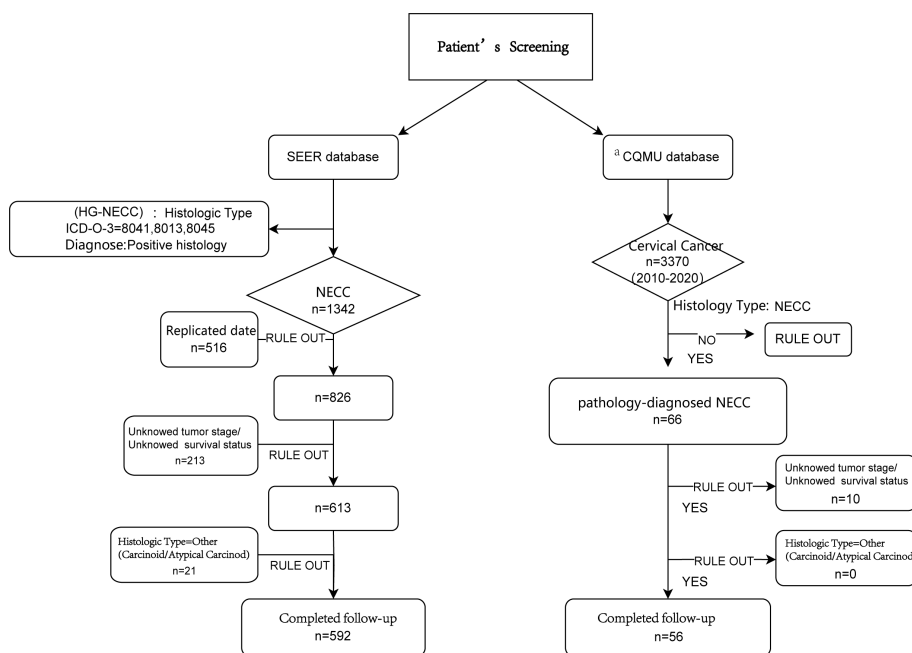 Patient’ s Screening
SEER database
a CQMU database
(HG-NECC) : Histologic Type
ICD-O-3=8041,8013,8045
Diagnose:Positive histology
NECC
n=1342
Replicated date
n=516
RULE OUT
n=826
Unknowed tumor stage/
Unknowed survival status
n=213
RULE OUT
n=613
Histologic Type=Other
(Carcinoid/Atypical Carcinod)
n=21
RULE OUT
Completed follow-up
n=592
Cervical Cancer
n=3370
(2010-2020)
Histology Type: NECC
NO
RULE OUT
YES
pathology-diagnosed NECC
n=66
RULE OUT
Unknowed tumor stage/
Unknowed survival status
n=10
YES
RULE OUT
Histologic Type=Other
(Carcinoid/Atypical Carcinod
n=0
YES
Completed follow-up
n=56